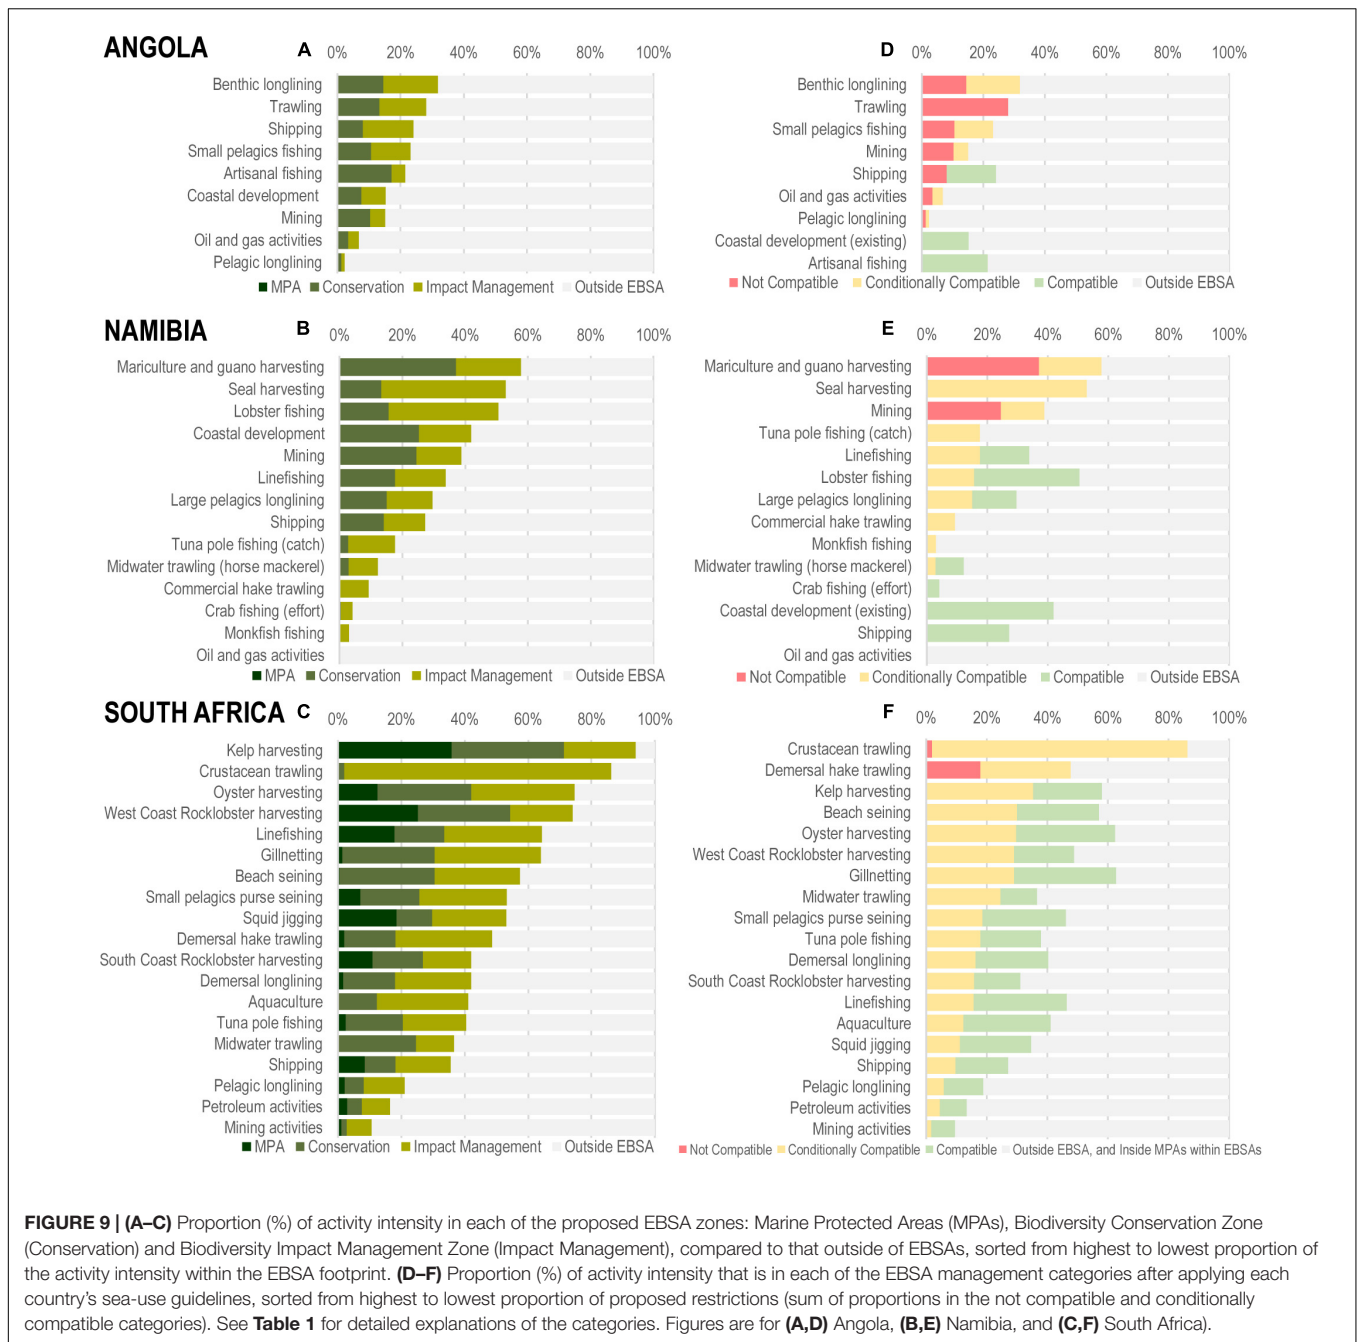 ANGOLA
A
0% 20% 40% 60% 80% 100%
Benthic longlining
Trawling
Shipping
Small pelagics fishing
Artisanal fishing
Coastal development
Mining
Oil and gas activities
Pelagic longlining
MPA Conservation Impact Management Outside EBSA
D
0% 20% 40% 60% 80% 100%
Benthic longlining
Trawling
Small pelagics fishing
Mining
Shipping
Oil and gas activities
Pelagic longlining
Coastal development (existing)
Artisanal fishing
Not Compatible Conditionally Compatible Compatible Outside EBSA
NAMIBIA
B
0% 20% 40% 60% 80% 100%
Mariculture and guano harvesting
Seal harvesting
Lobster fishing
Coastal development
Mining
Linefishing
Large pelagics longlining
Shipping
Tuna pole fishing (catch)
Midwater trawling (horse mackerel)
Commercial hake trawling
Crab fishing (effort)
Monkfish fishing
Oil and gas activities
MPA Conservation Impact Management Outside EBSA
E
0% 20% 40% 60% 80% 100%
Mariculture and guano harvesting
Seal harvesting
Mining
Tuna pole fishing (catch)
Linefishing
Lobster fishing
Large pelagics longlining
Commercial hake trawling
Monkfish fishing
Midwater trawling (horse mackerel)
Crab fishing (effort)
Coastal development (existing)
Shipping
Oil and gas activities
Not Compatible Conditionally Compatible Compatible Outside EBSA
SOUTH AFRICA
C
0% 20% 40% 60% 80% 100%
Kelp harvesting
Crustacean trawling
Oyster harvesting
West Coast Rocklobster harvesting
Linefishing
Gillnetting
Beach seining
Small pelagics purse seining
Squid jigging
Demersal hake trawling
South Coast Rocklobster harvesting
Demersal longlining
Aquaculture
Tuna pole fishing
Midwater trawling
Shipping
Pelagic longlining
Petroleum activities
Mining activities
MPA Conservation Impact Management Outside EBSA
F
0% 20% 40% 60% 80% 100%
Crustacean trawling
Demersal hake trawling
Kelp harvesting
Beach seining
Oyster harvesting
West Coast Rocklobster harvesting
Gillnetting
Midwater trawling
Small pelagics purse seining
Tuna pole fishing
Demersal longlining
South Coast Rocklobster harvesting
Linefishing
Aquaculture
Squid jigging
Shipping
Pelagic longlining
Petroleum activities
Mining activities
Not Compatible Conditionally Compatible Compatible Outside EBSA, and Inside MPAs within EBSAs
FIGURE 9 | (A–C) Proportion (%) of activity intensity in each of the proposed EBSA zones: Marine Protected Areas (MPAs), Biodiversity Conservation Zone
(Conservation) and Biodiversity Impact Management Zone (Impact Management), compared to that outside of EBSAs, sorted from highest to lowest proportion of
the activity intensity within the EBSA footprint. (D–F) Proportion (%) of activity intensity that is in each of the EBSA management categories after applying each
country's sea-use guidelines, sorted from highest to lowest proportion of proposed restrictions (sum of proportions in the not compatible and conditionally
compatible categories). See Table 1 for detailed explanations of the categories. Figures are for (A,D) Angola, (B,E) Namibia, and (C,F) South Africa).